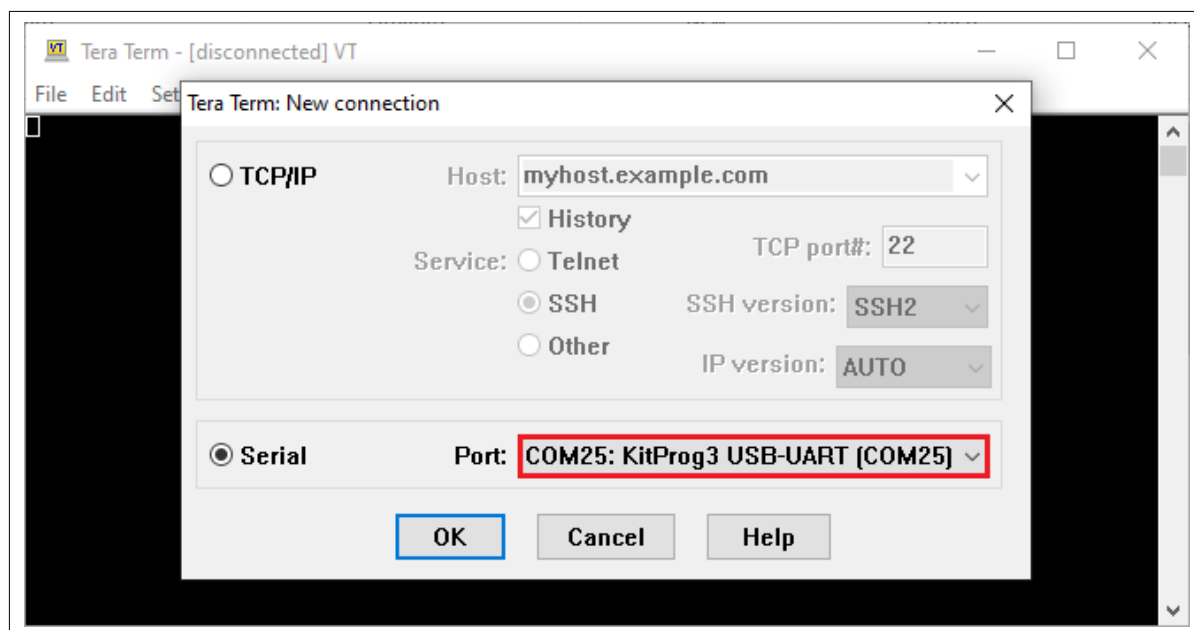 VT Tera Term - [disconnected] VT
File Edit Set
Tera Term: New connection
TCP/IP Host: myhost.example.com
History
Service: Telnet TCP port#: 22
SSH SSH version: SSH2
Other IP version: AUTO
Serial Port: COM25: KitProg3 USB-UART (COM25)
OK Cancel Help